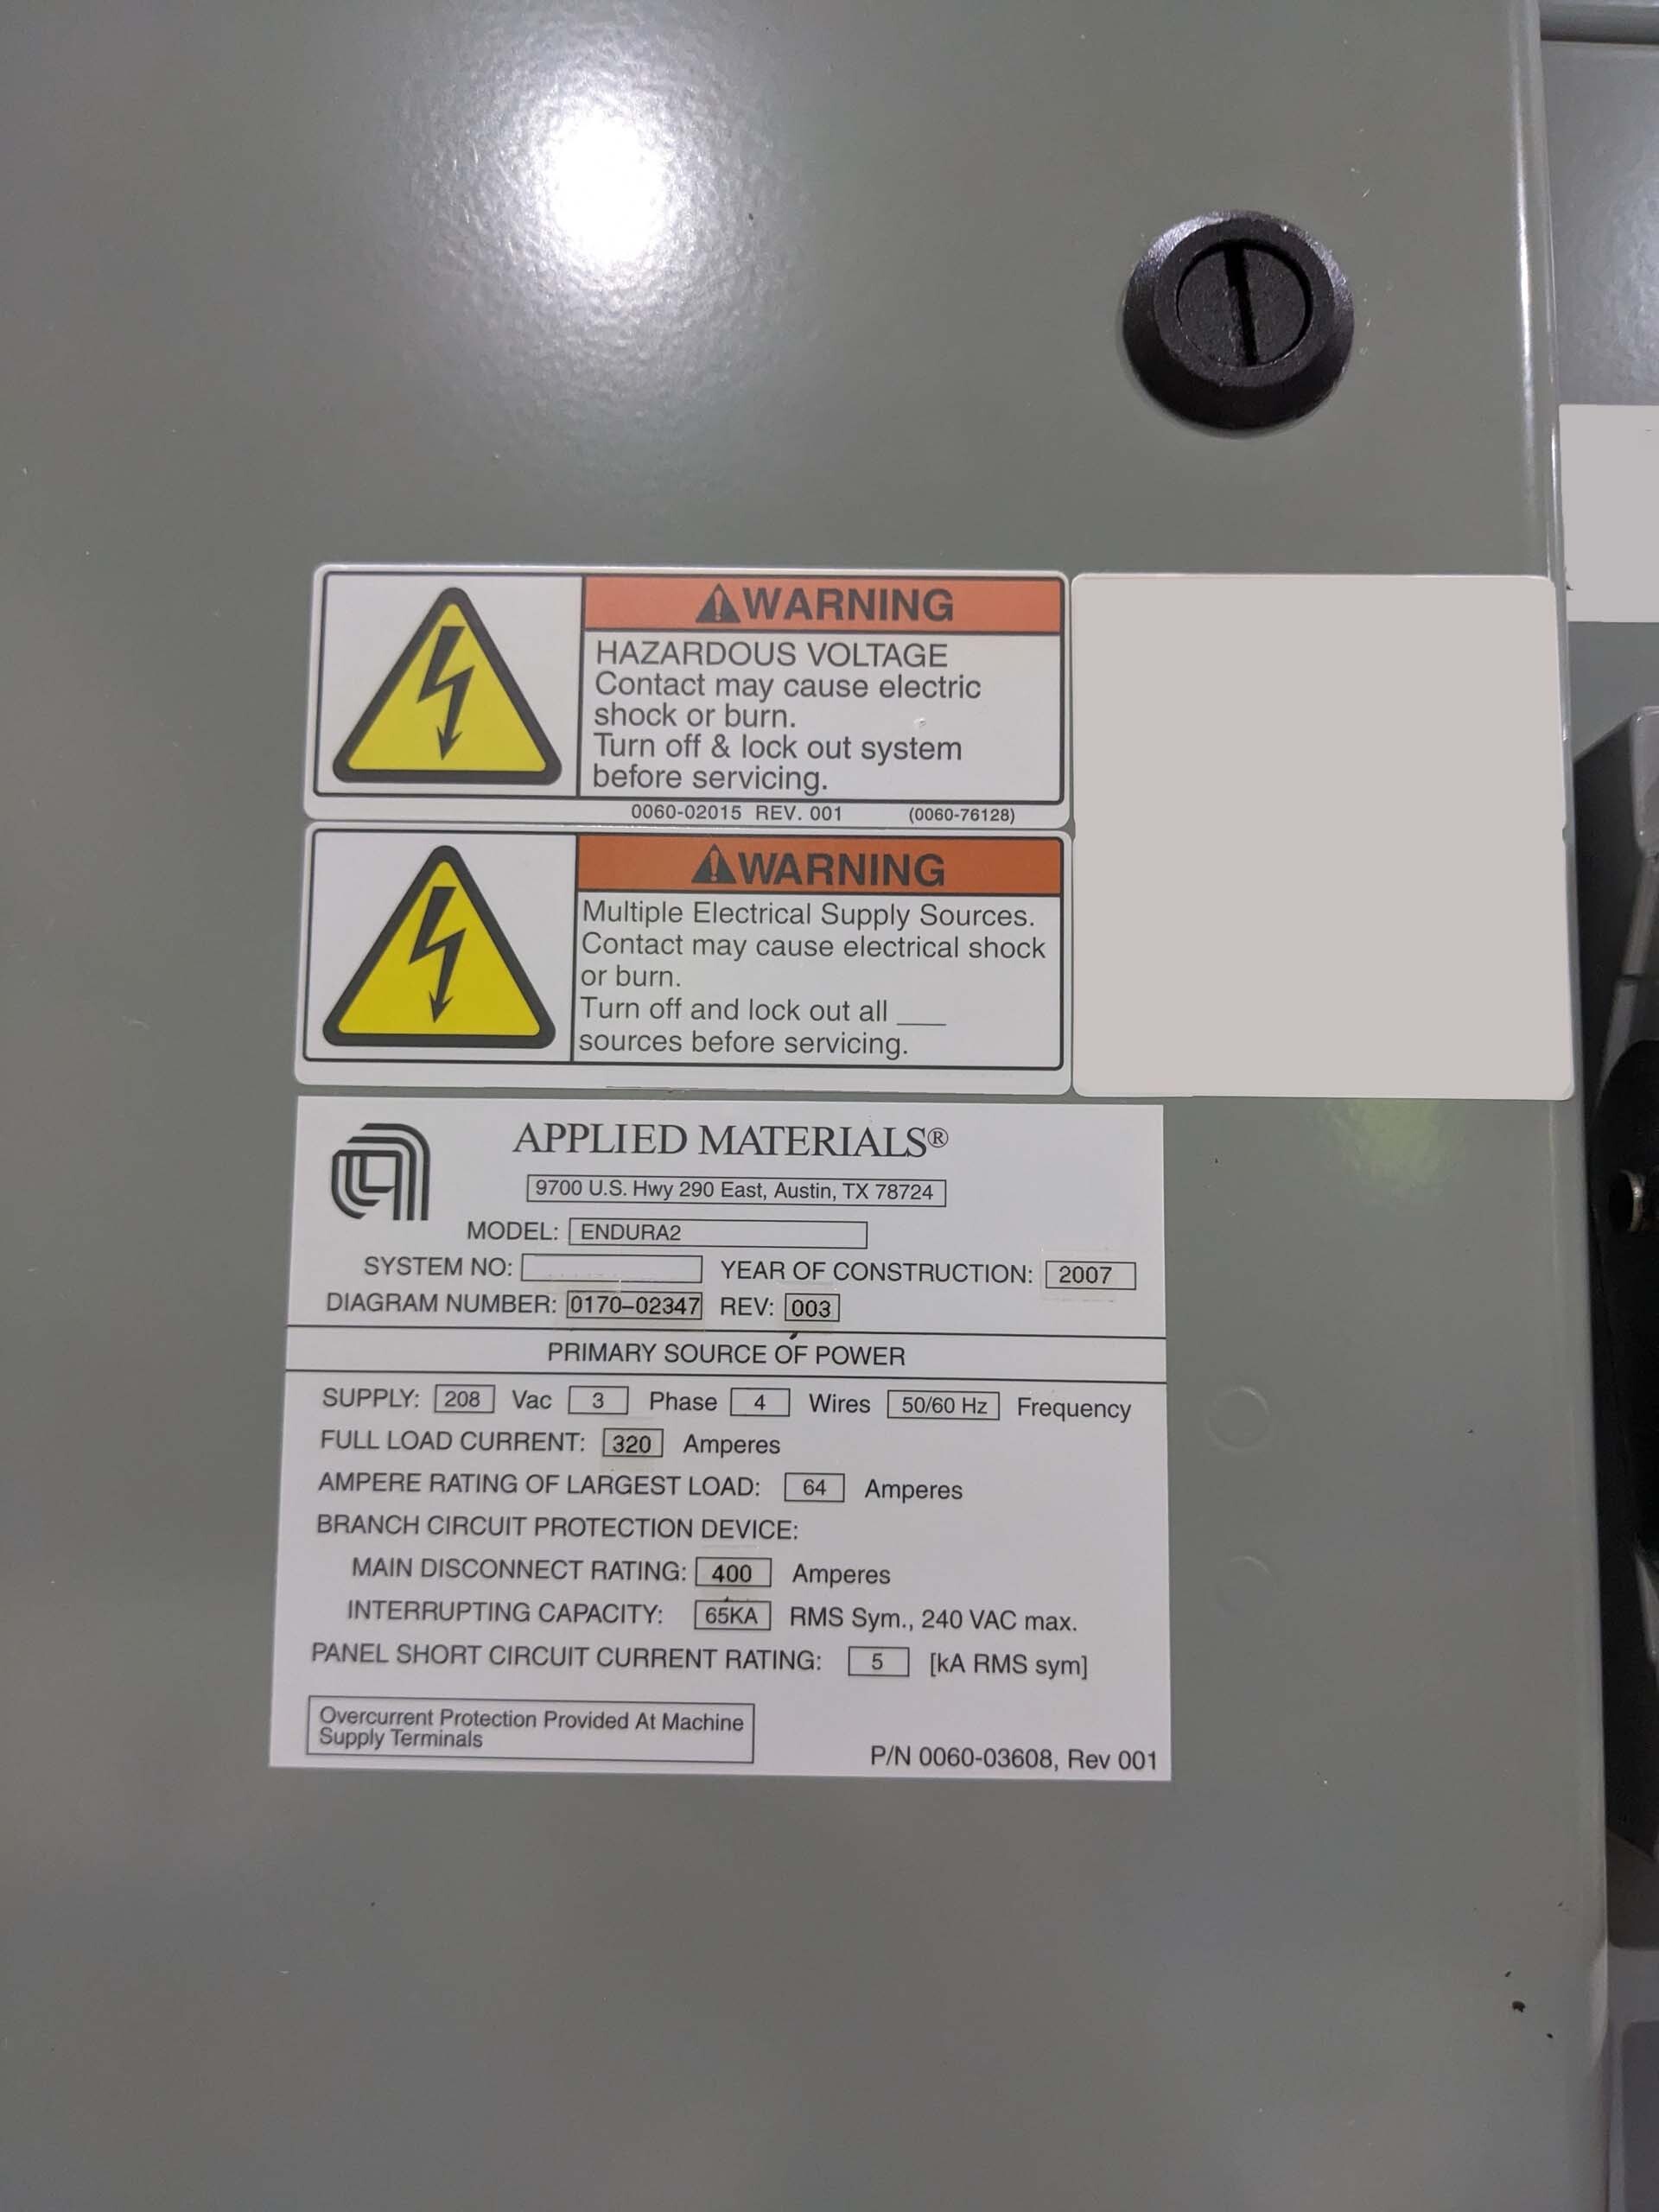 WARNING
HAZARDOUS VOLTAGE
Contact may cause electric
shock or burn.
Turn off & lock out system
before servicing.
0060-02015 REV. 001 (0060-76128)
WARNING
Multiple Electrical Supply Sources.
Contact may cause electrical shock
or burn.
Turn off and lock out all ___
sources before servicing.
APPLIED MATERIALS®
9700 U.S. Hwy 290 East, Austin, TX 78724
MODEL: ENDURA2
SYSTEM NO: YEAR OF CONSTRUCTION: 2007
DIAGRAM NUMBER: 0170-02347 REV: 003
PRIMARY SOURCE OF POWER
SUPPLY: 208 Vac 3 Phase 4 Wires 50/60 Hz Frequency
FULL LOAD CURRENT: 320 Amperes
AMPERE RATING OF LARGEST LOAD: 64 Amperes
BRANCH CIRCUIT PROTECTION DEVICE:
MAIN DISCONNECT RATING: 400 Amperes
INTERRUPTING CAPACITY: 65KA RMS Sym., 240 VAC max.
PANEL SHORT CIRCUIT CURRENT RATING: 5 [kA RMS sym]
Overcurrent Protection Provided At Machine
Supply Terminals
P/N 0060-03608, Rev 001